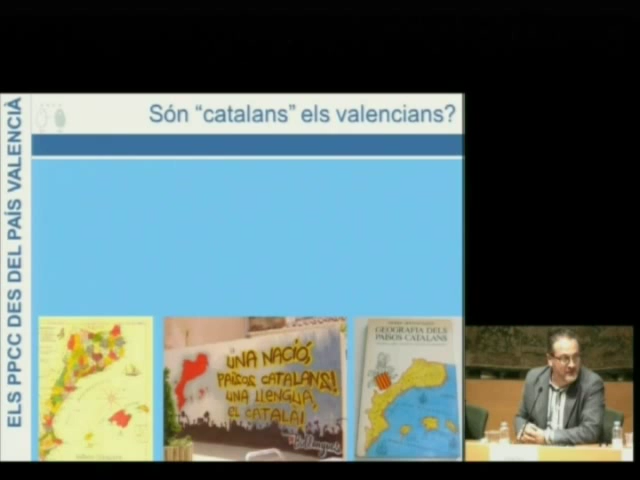 Són "catalans" els valencians?
ELS PPCC DES DEL PAÍS VALENCIÀ
UNA NACIÓ,
PAÏSOS CATALANS!
UNA LLENGUA,
EL CATALÀ!
GEOGRAFIA DELS
PAÏSOS CATALANS